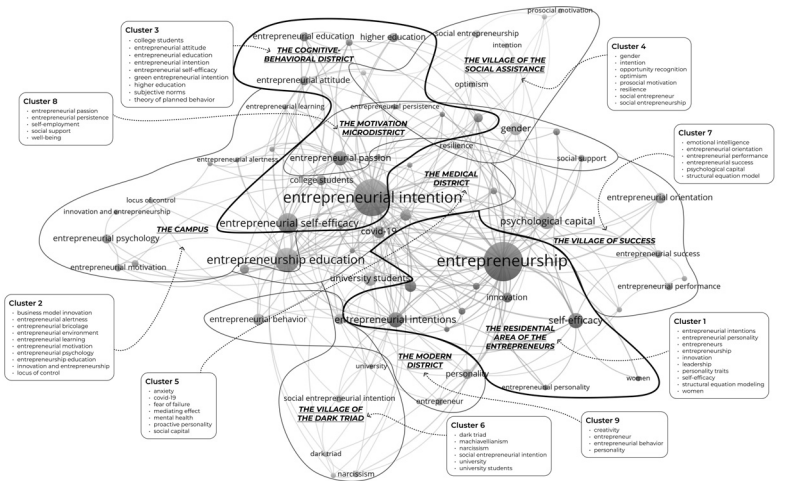 Cluster 3
• college students
• entrepreneurial attitude
• entrepreneurial education
• entrepreneurial intention
• entrepreneurial self-efficacy
• green entrepreneurial intention
• higher education
• subjective norms
• theory of planned behavior
Cluster 8
• entrepreneurial passion
• entrepreneurial persistence
• self-employment
• social support
• well-being
Cluster 4
• gender
• intention
• opportunity recognition
• optimism
• prosocial motivation
• resilience
• social entrepreneur
• social entrepreneurship
Cluster 7
• emotional intelligence
• entrepreneurial orientation
• entrepreneurial performance
• entrepreneurial success
• psychological capital
• structural equation model
prosocial motivation
entrepreneurial education
higher education
social entrepreneurship
intention
THE COGNITIVE-
BEHAVIORAL DISTRICT
THE VILLAGE OF THE
SOCIAL ASSISTANCE
entrepreneurial attitude
optimism
entrepreneurial learning
entrepreneurial persistence
THE MOTIVATION
MICRODISTRICT
gender
resilience
entrepreneurial alertness
entrepreneurial passion
social support
college students
THE MEDICAL
DISTRICT
locus of control
entrepreneurial intention
entrepreneurial orientation
innovation and entrepreneurship
THE CAMPUS
entrepreneurial self-efficacy
psychological capital
covid-19
entrepreneurial psychology
THE VILLAGE OF SUCCESS
entrepreneurship education
entrepreneurship
entrepreneurial success
entrepreneurial motivation
university students
entrepreneurial performance
innovation
entrepreneurial behavior
entrepreneurial intentions
self-efficacy
THE RESIDENTIAL
AREA OF THE
ENTREPRENEURS
THE MODERN
DISTRICT
university
personality
women
entrepreneurial personality
social entrepreneurial intention
entrepreneur
THE VILLAGE OF
THE DARK TRIAD
dark triad
narcissism
Cluster 2
• business model innovation
• entrepreneurial alertness
• entrepreneurial bricolage
• entreprensurial environment
• entrepreneurial learning
• entrepreneurial motivation
• entrepreneurial psychology
• entrepreneurship education
• innovation and entrepreneurship
• locus of control
Cluster 1
• entrepreneurial intentions
• entrepreneurial personality
• entrepreneurs
• entrepreneurship
• innovation
• leadership
• personality traits
• self-efficacy
• structural equation modeling
• women
Cluster 5
• anxiety
• covid-19
• fear of failure
• mediating effect
• mental health
• proactive personality
• social capital
Cluster 6
• dark triad
• machiavellianism
• narcissism
• social entrepreneurial intention
• university
• university students
Cluster 9
• creativity
• entrepreneur
• entrepreneurial behavior
• personality